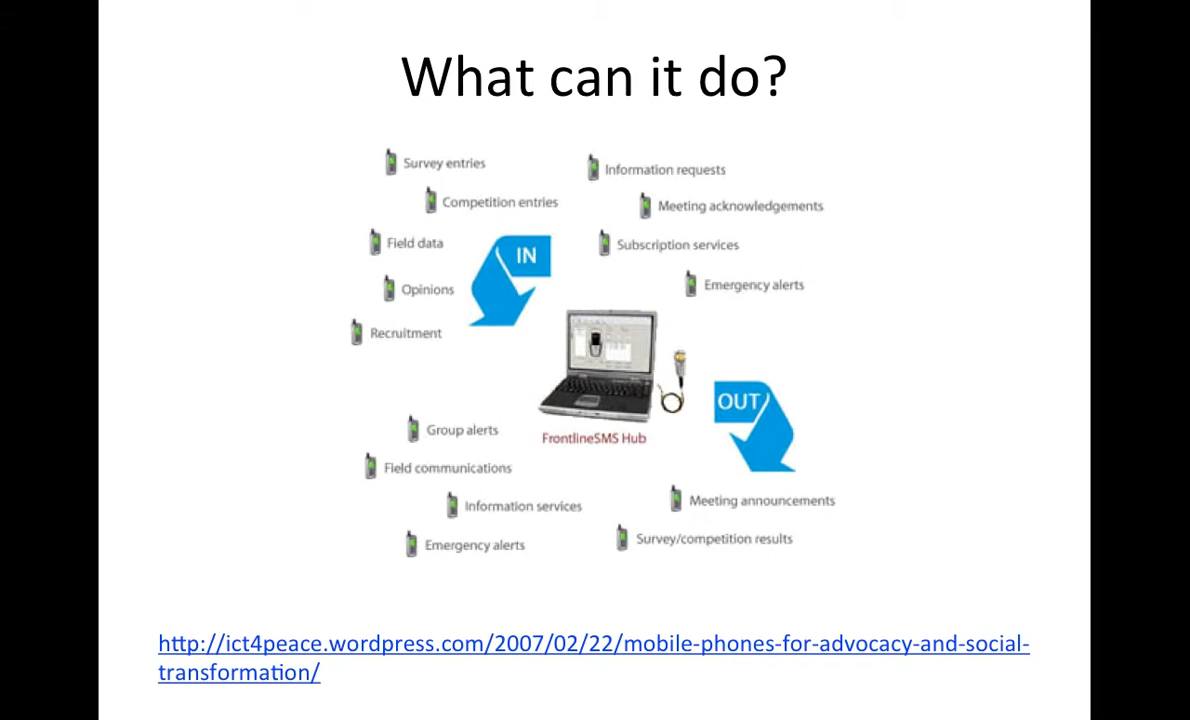 What can it do?
Survey entries
Information requests
Competition entries
Meeting acknowledgements
Field data
IN
Subscription services
Opinions
Emergency alerts
Recruitment
OUT
Group alerts
FrontlineSMS Hub
Field communications
Information services
Meeting announcements
Emergency alerts
Survey/competition results
http://ict4peace.wordpress.com/2007/02/22/mobile-phones-for-advocacy-and-social-
transformation/